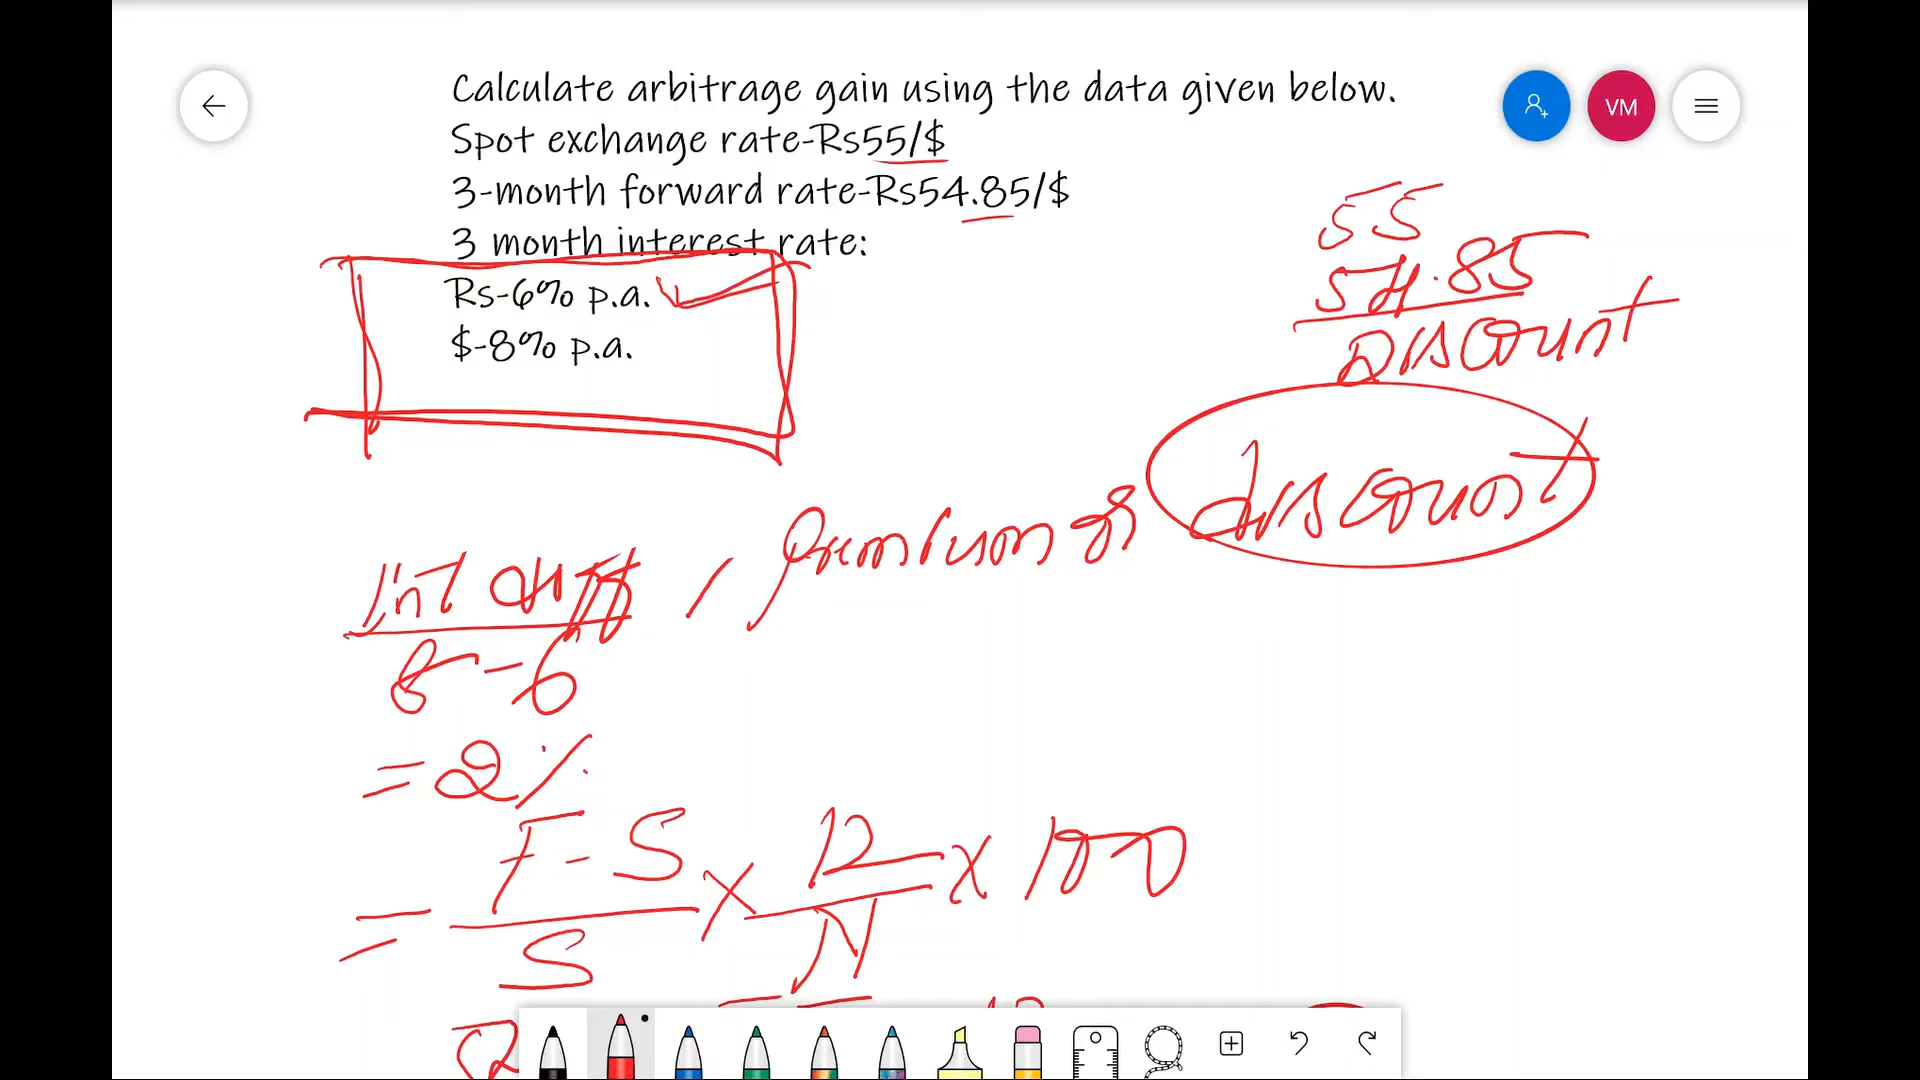 Calculate arbitrage gain using the data given below.
Spot exchange rate-Rs55/$
3-month forward rate-Rs54.85/$
3 month interest rate:
Rs-6% p.a.
$-8% p.a.
VM
55
54.85
Discount
Int diff, premium or discount
8-6
= 2%
= F-S / S × 12 / N × 100